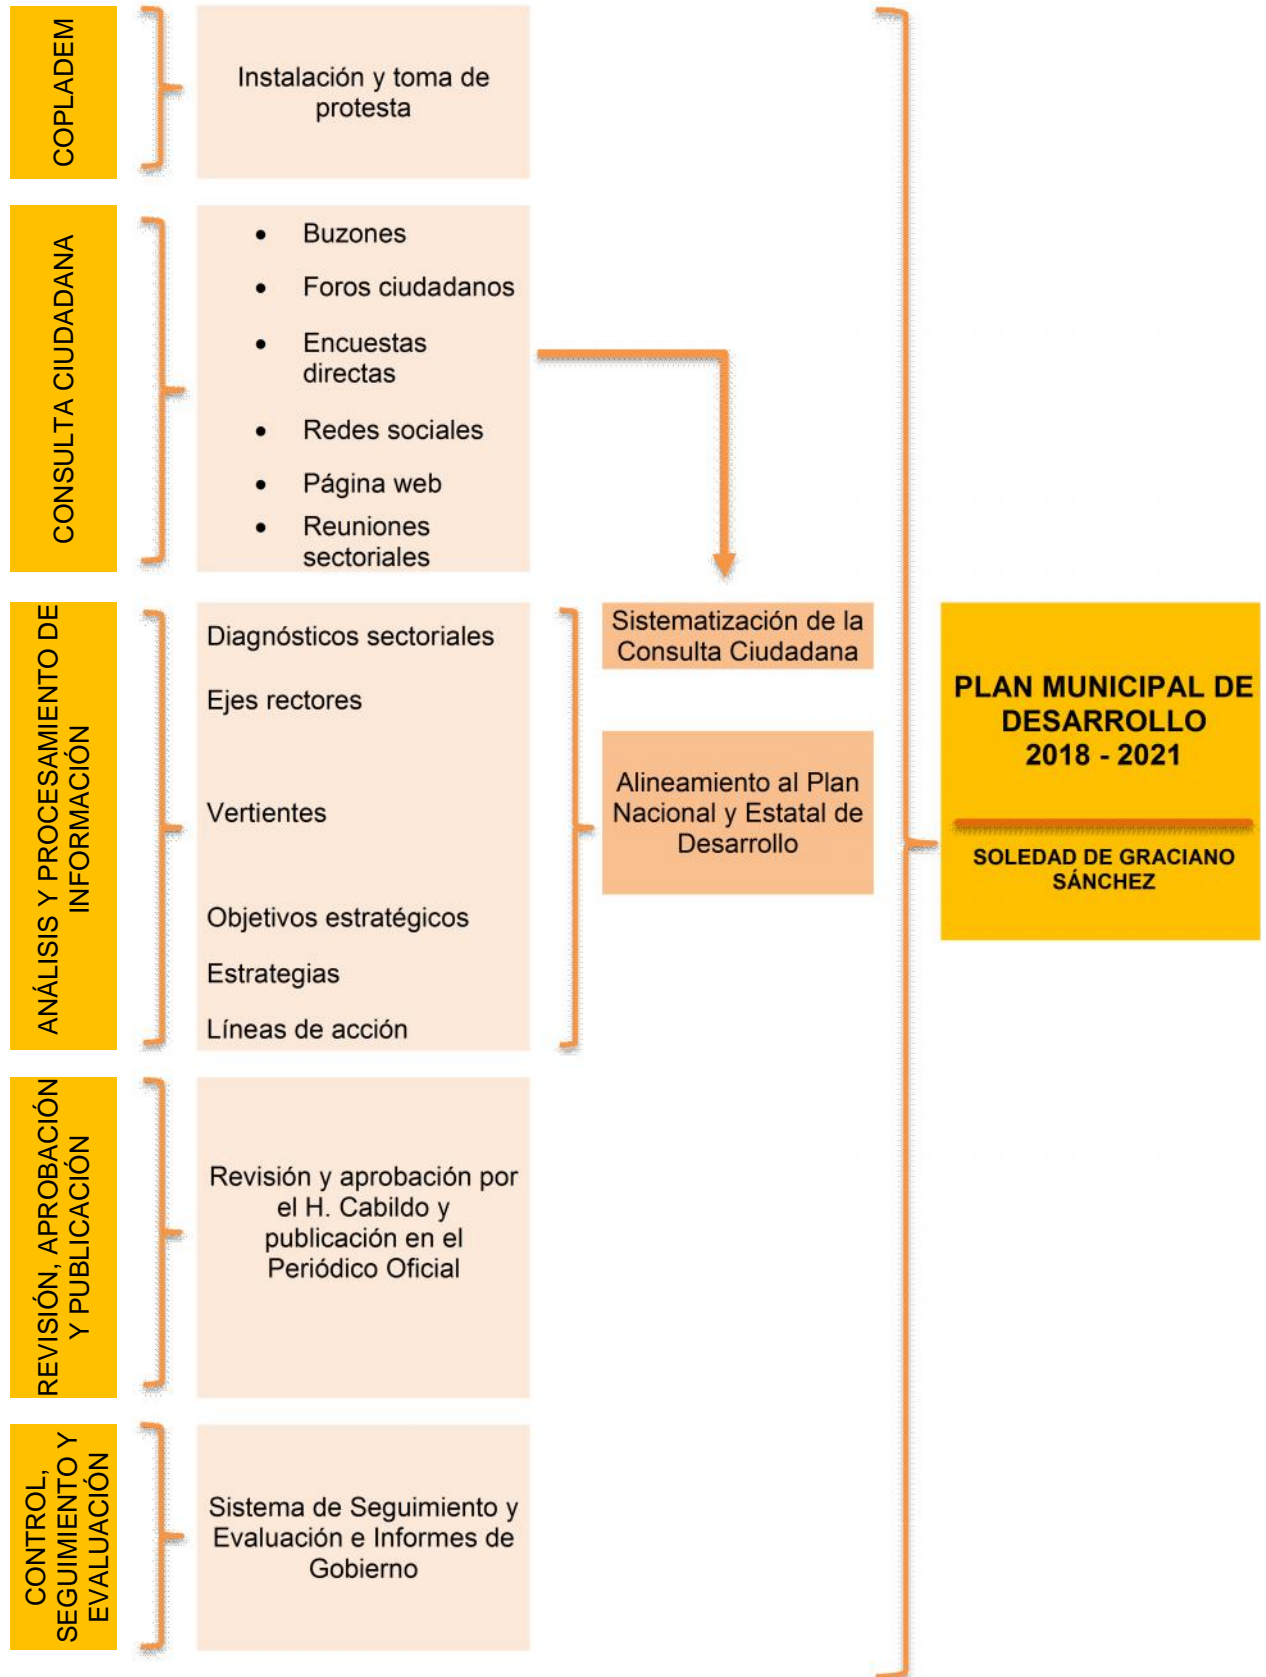 COPLADEM
Instalación y toma de
protesta
CONSULTA CIUDADANA
• Buzones
• Foros ciudadanos
• Encuestas
directas
• Redes sociales
• Página web
• Reuniones
sectoriales
ANÁLISIS Y PROCESAMIENTO DE
INFORMACIÓN
Diagnósticos sectoriales
Ejes rectores
Vertientes
Objetivos estratégicos
Estrategias
Líneas de acción
Sistematización de la
Consulta Ciudadana
Alineamiento al Plan
Nacional y Estatal de
Desarrollo
REVISIÓN, APROBACIÓN
Y PUBLICACIÓN
Revisión y aprobación por
el H. Cabildo y
publicación en el
Periódico Oficial
CONTROL,
SEGUIMIENTO Y
EVALUACIÓN
Sistema de Seguimiento y
Evaluación e Informes de
Gobierno
PLAN MUNICIPAL DE
DESARROLLO
2018 - 2021
SOLEDAD DE GRACIANO
SÁNCHEZ